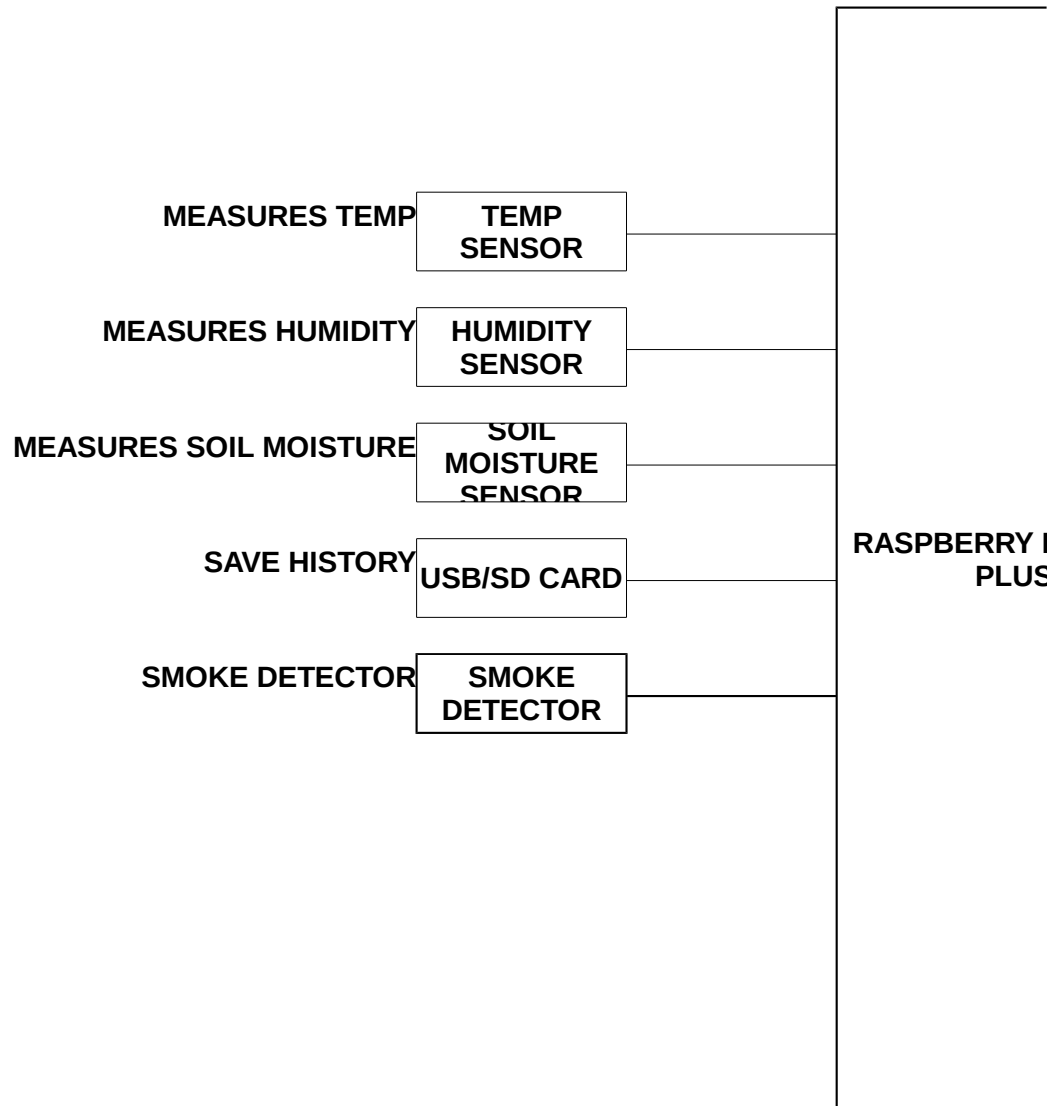 MEASURES TEMP
TEMP
SENSOR
MEASURES HUMIDITY
HUMIDITY
SENSOR
MEASURES SOIL MOISTURE
SOIL
MOISTURE
SENSOR
SAVE HISTORY
USB/SD CARD
RASPBERRY
PLUS
SMOKE DETECTOR
SMOKE
DETECTOR